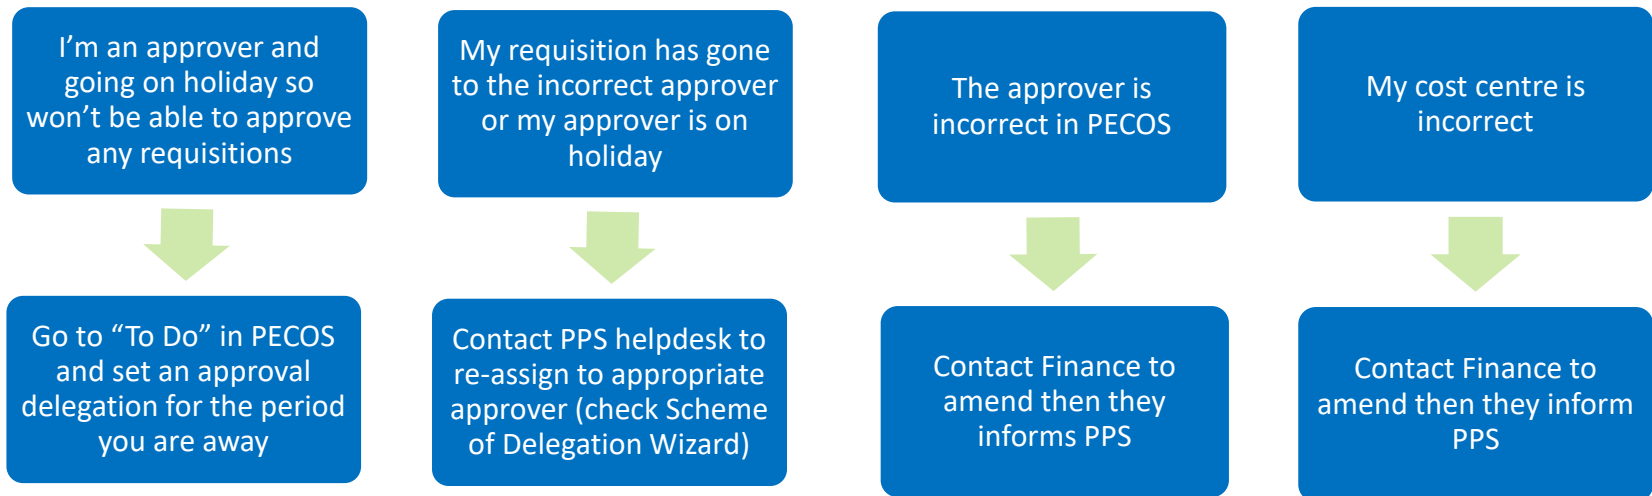 I’m an approver and
going on holiday so
won’t be able to approve
any requisitions
Go to “To Do” in PECOS
and set an approval
delegation for the period
you are away
My requisition has gone
to the incorrect approver
or my approver is on
holiday
Contact PPS helpdesk to
re-assign to appropriate
approver (check Scheme
of Delegation Wizard)
The approver is
incorrect in PECOS
Contact Finance to
amend then they
informs PPS
My cost centre is
incorrect
Contact Finance to
amend then they inform
PPS